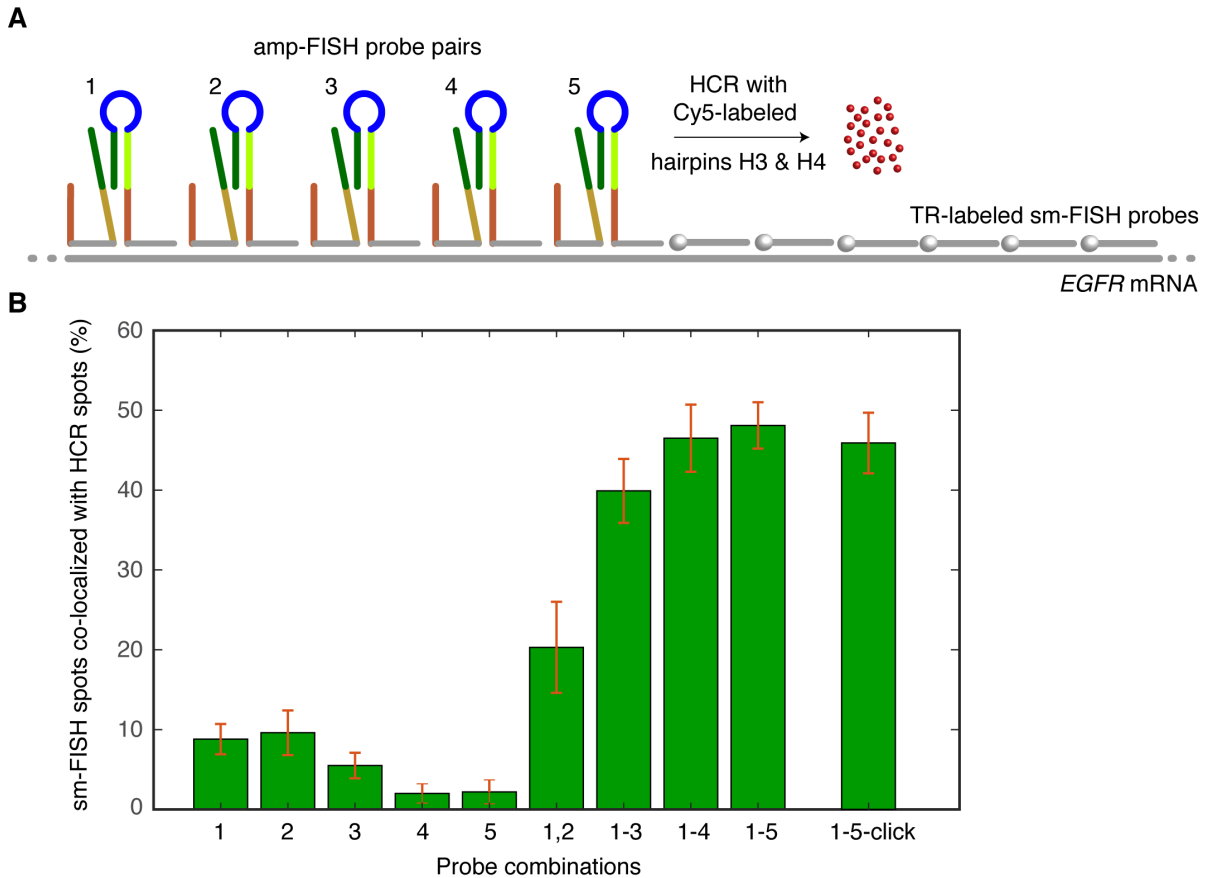 A
amp-FISH probe pairs
1 2 3 4 5
HCR with
Cy5-labeled
hairpins H3 & H4
TR-labeled sm-FISH probes
EGFR mRNA
B
sm-FISH spots co-localized with HCR spots (%)
60
50
40
30
20
10
0
1 2 3 4 5 1,2 1-3 1-4 1-5 1-5-click
Probe combinations